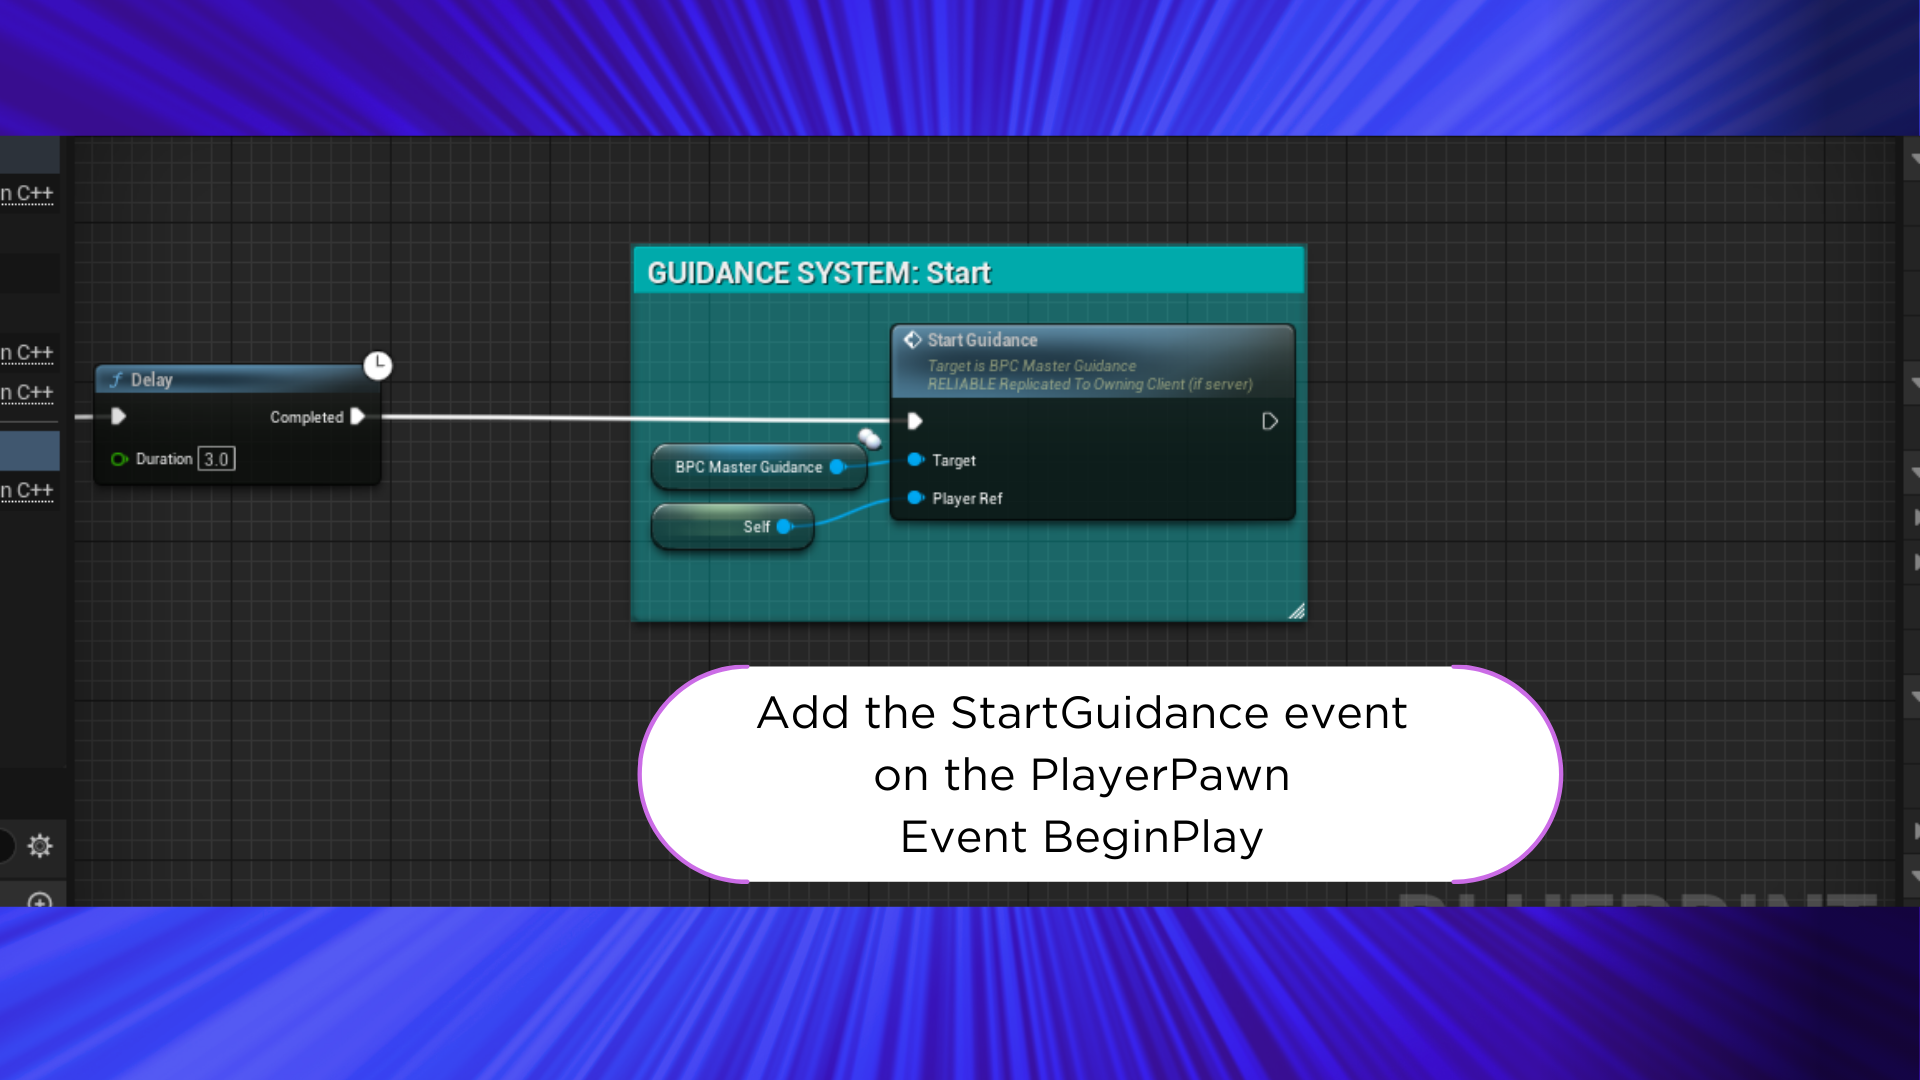 n C++
n C++
n C++
n C++
GUIDANCE SYSTEM: Start
Start Guidance
Target is BPC Master Guidance
RELIABLE Replicated To Owning Client (if server)
Delay
Completed
Duration 3.0
BPC Master Guidance
Target
Player Ref
Self
Add the StartGuidance event
on the PlayerPawn
Event BeginPlay
BLUEPRINT